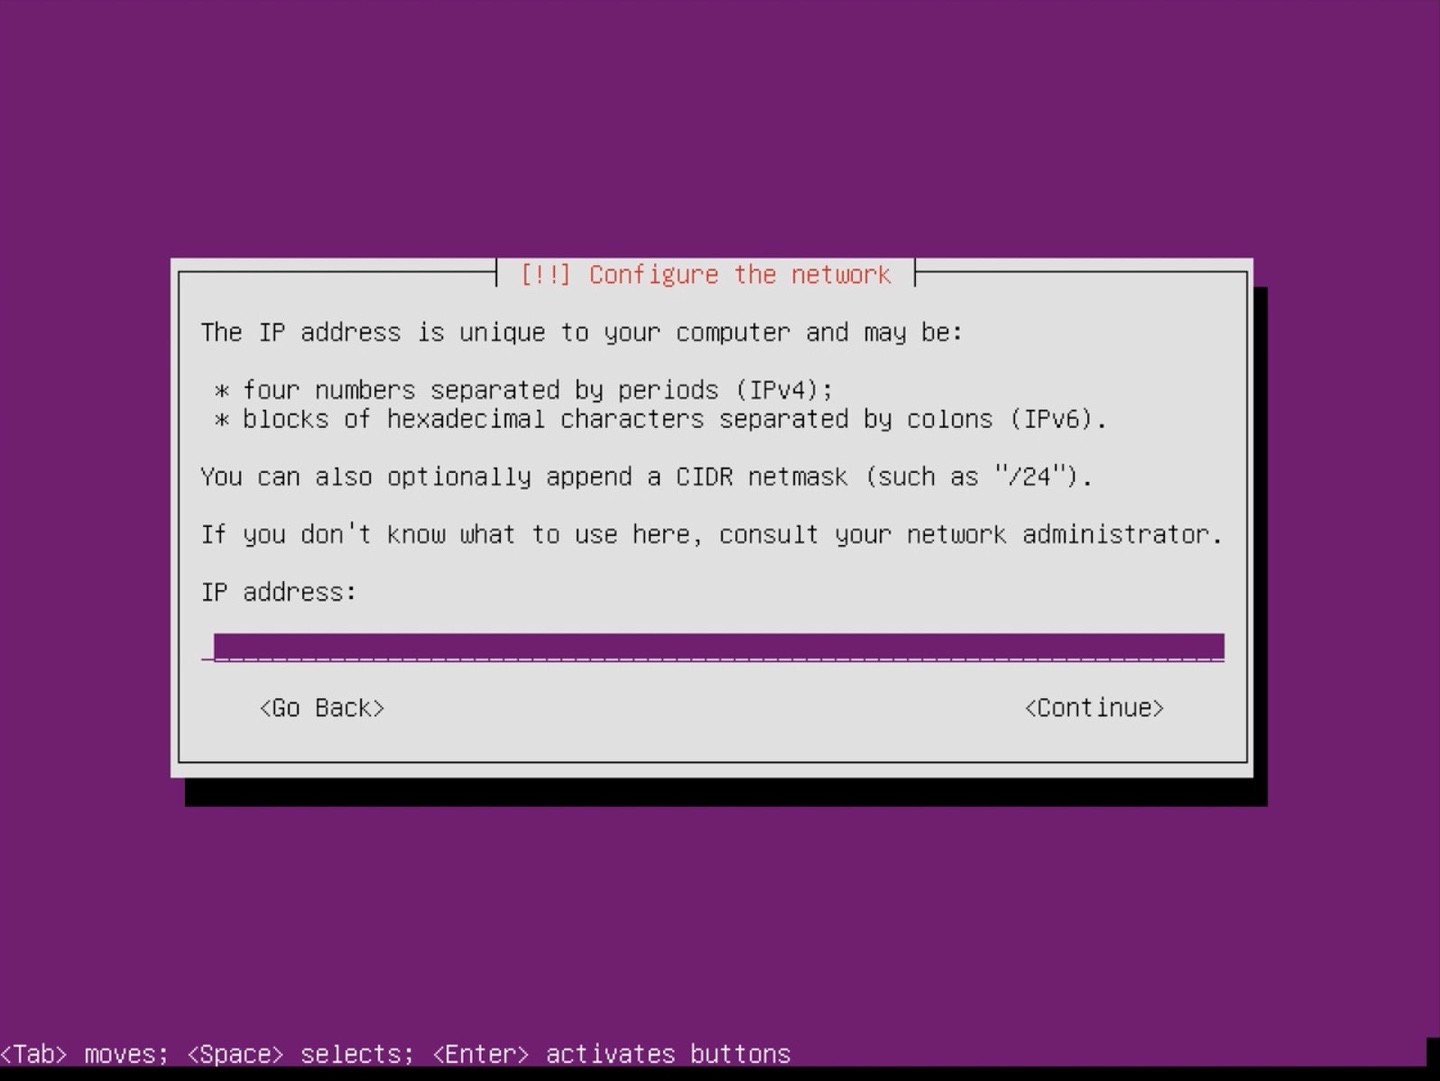 [!!] Configure the network
The IP address is unique to your computer and may be:
* four numbers separated by periods (IPv4);
* blocks of hexadecimal characters separated by colons (IPv6).
You can also optionally append a CIDR netmask (such as "/24").
If you don't know what to use here, consult your network administrator.
IP address:
<Go Back> <Continue>
<Tab> moves; <Space> selects; <Enter> activates buttons